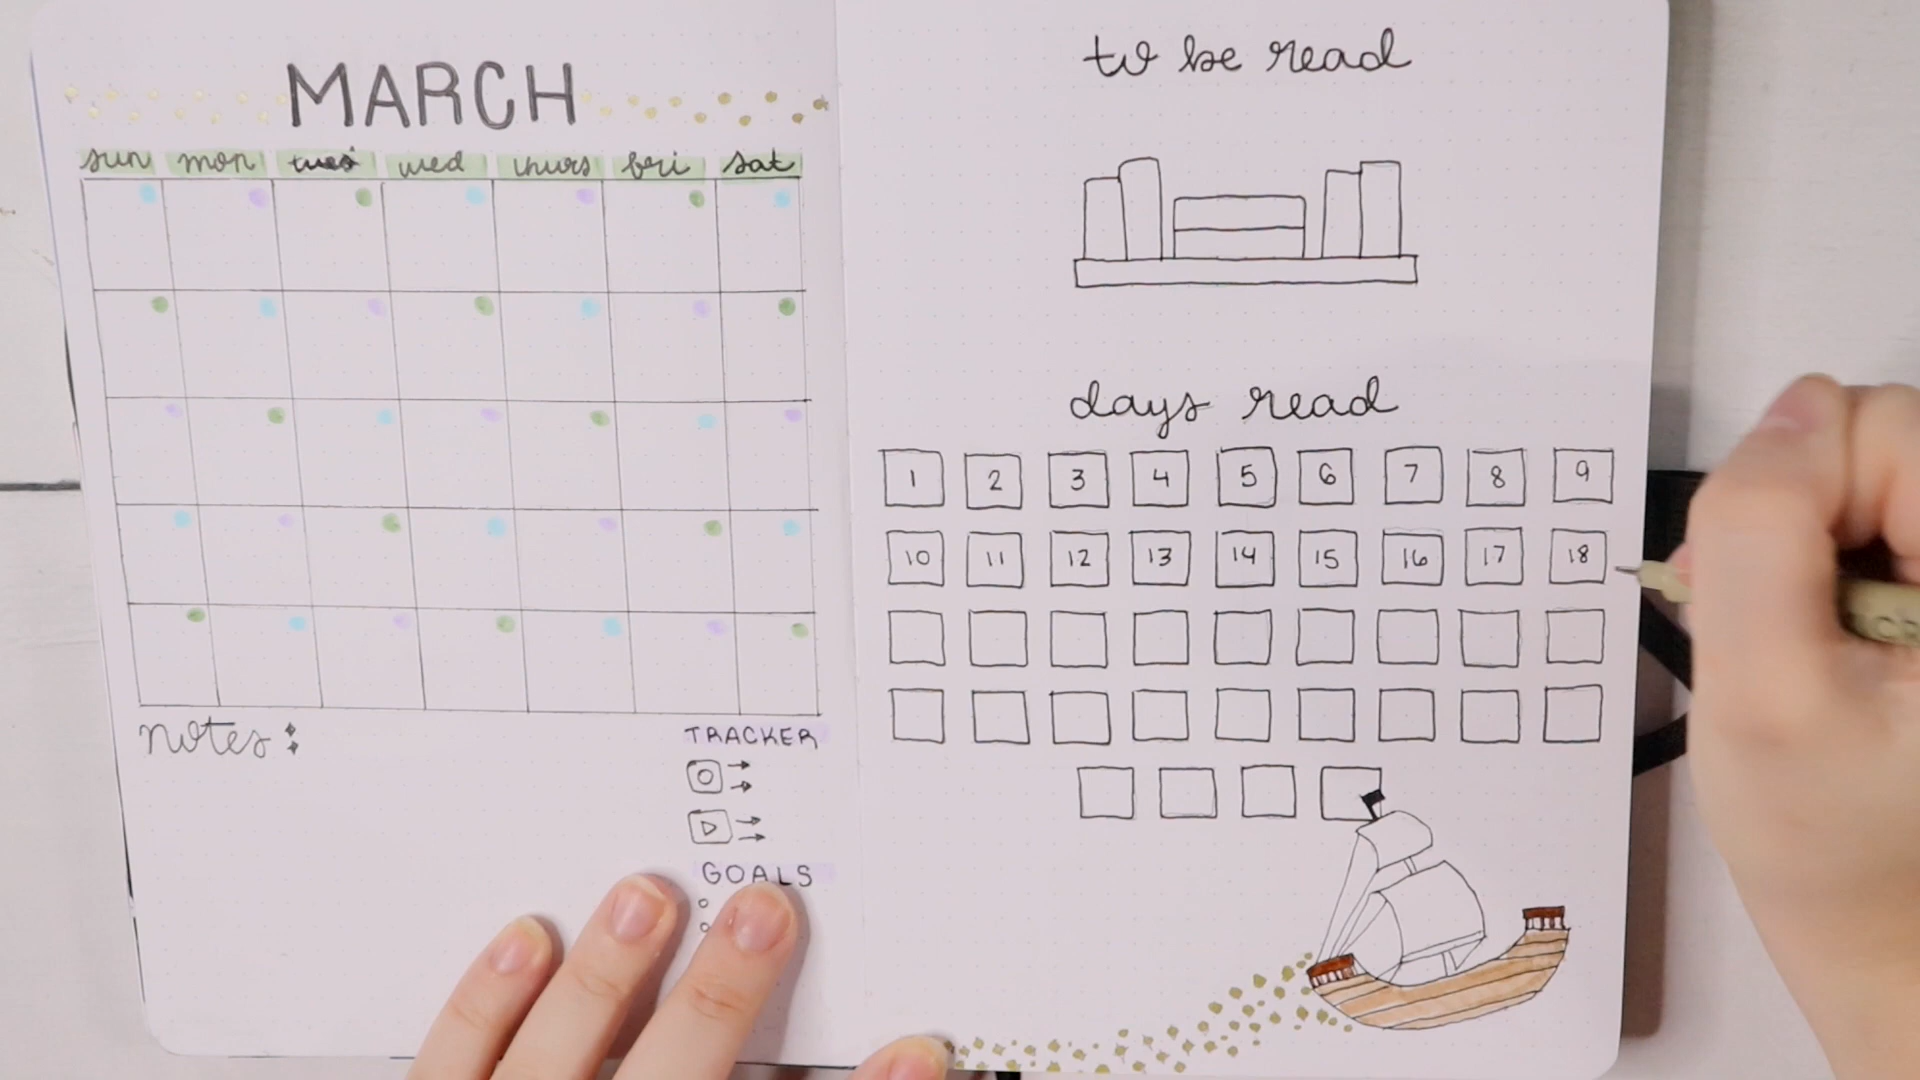 MARCH
sun mon tues wed thurs fri sat
notes:
TRACKER
GOALS
to be read
days read
1 2 3 4 5 6 7 8 9
10 11 12 13 14 15 16 17 18